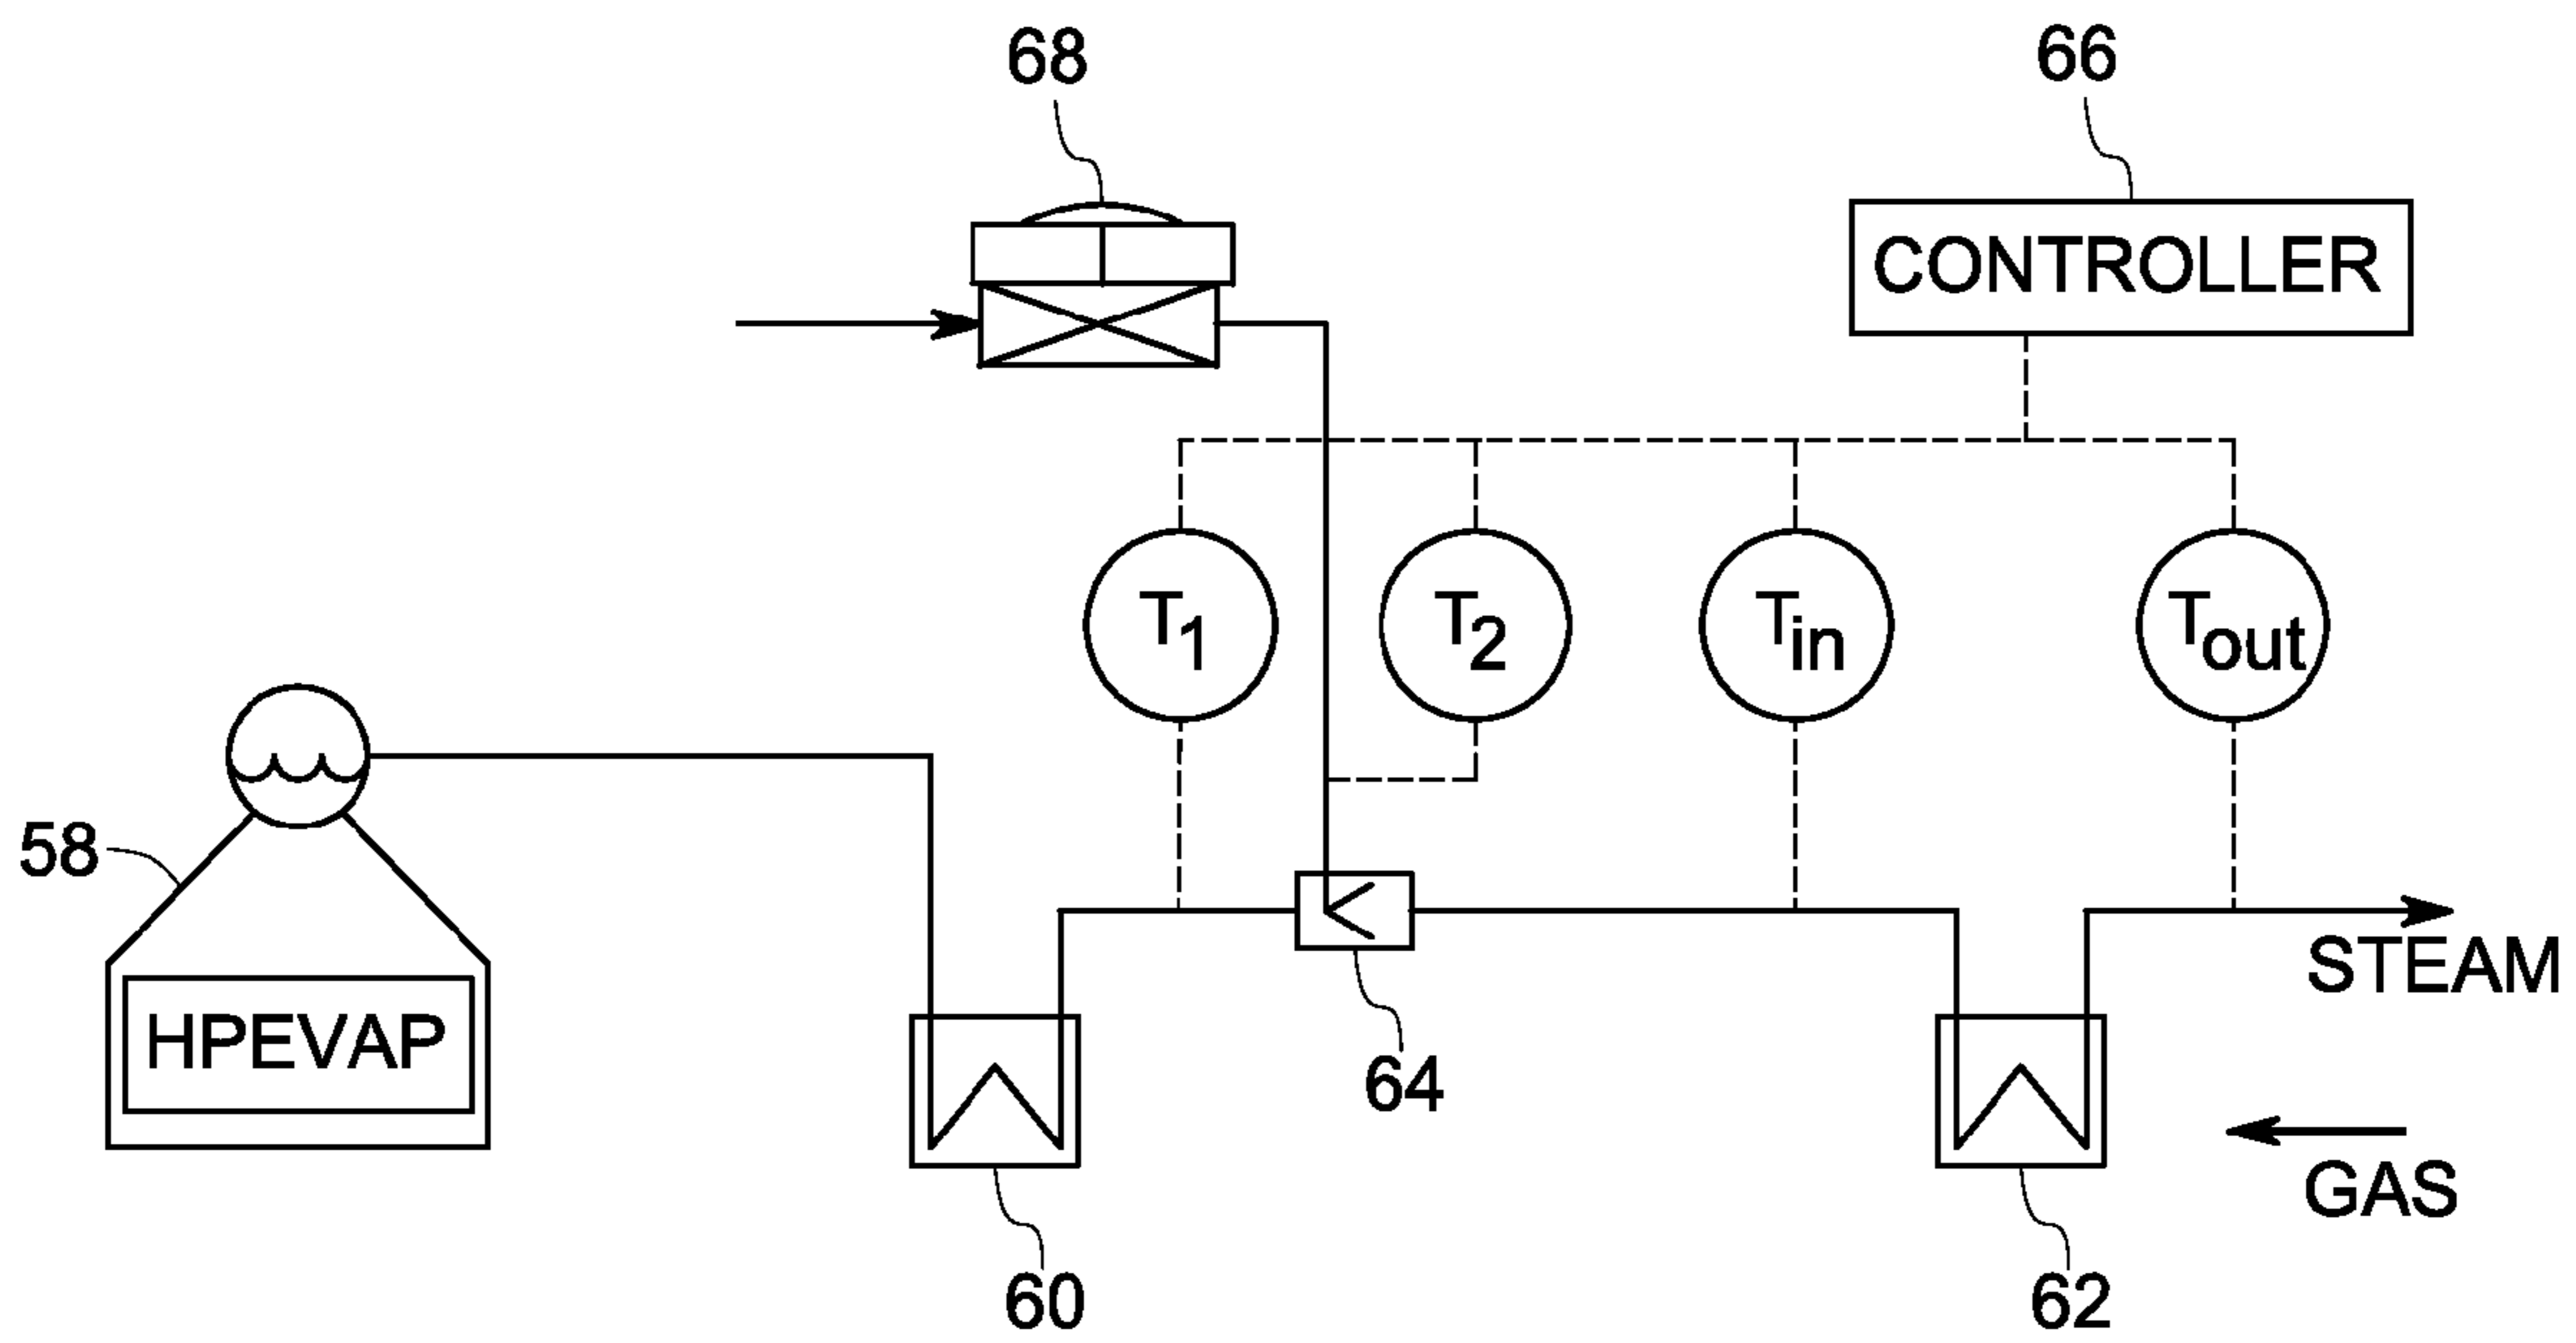 68
66
CONTROLLER
T1
T2
Tin
Tout
58
STEAM
HPEVAP
64
GAS
60
62